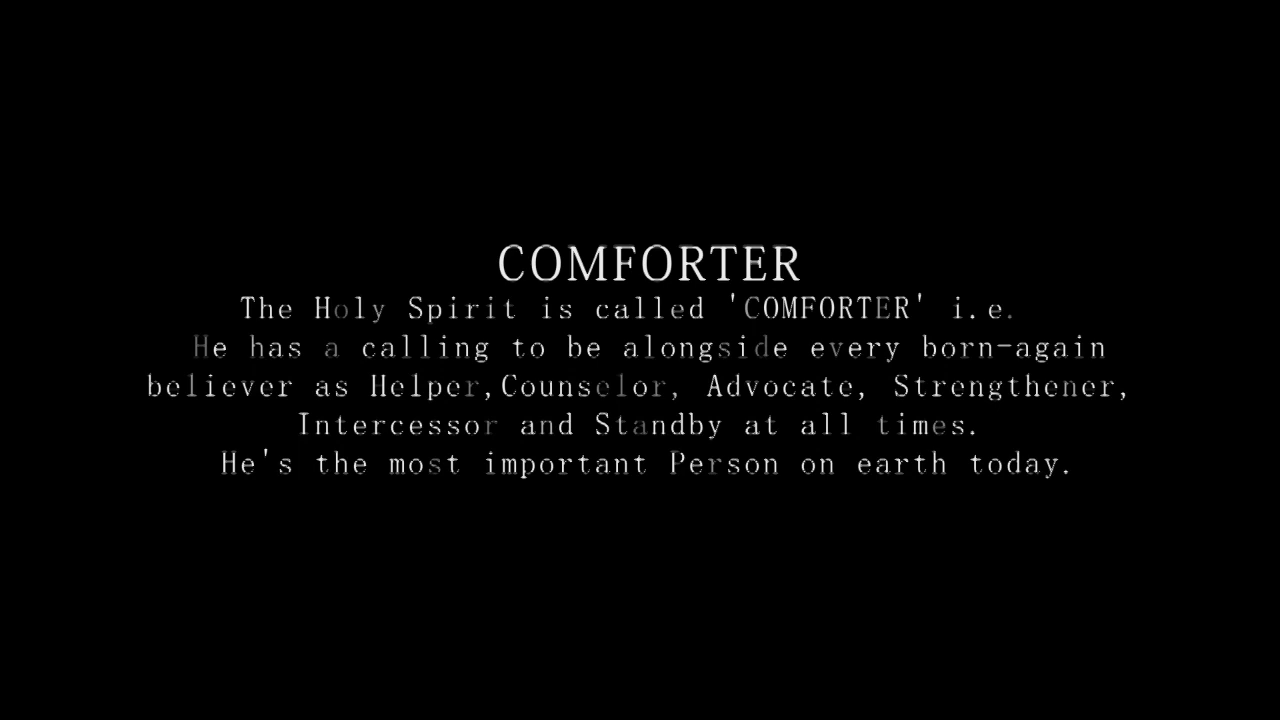 COMFORTER
The Holy Spirit is called 'COMFORTER' i.e.
He has a calling to be alongside every born-again
believer as Helper,Counselor, Advocate, Strengthener,
Intercessor and Standby at all times.
He's the most important Person on earth today.